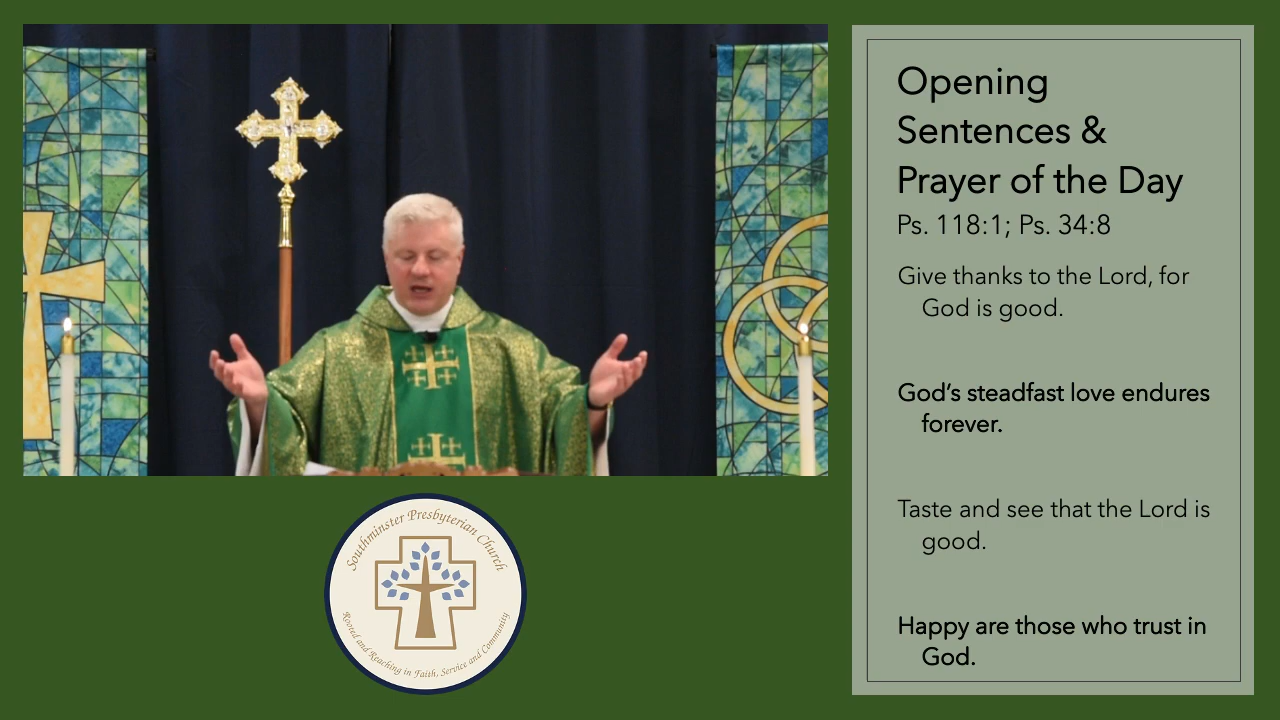 Opening
Sentences &
Prayer of the Day
Ps. 118:1; Ps. 34:8
Give thanks to the Lord, for
God is good.
God’s steadfast love endures
forever.
Taste and see that the Lord is
good.
Happy are those who trust in
God.
Southminster Presbyterian Church
Rooted and Reaching in Faith, Service and Community